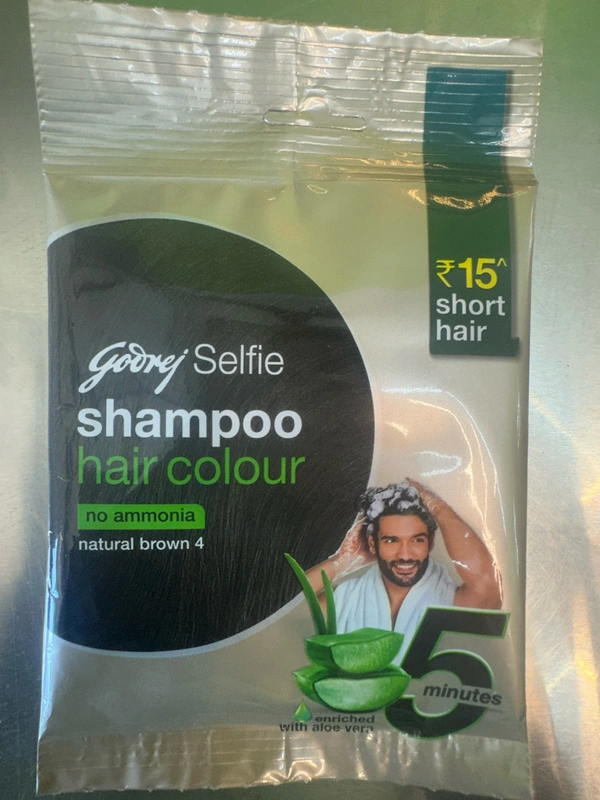 ₹15^
short
hair
Godrej Selfie
shampoo
hair colour
no ammonia
natural brown 4
5
minutes
enriched
with aloe vera